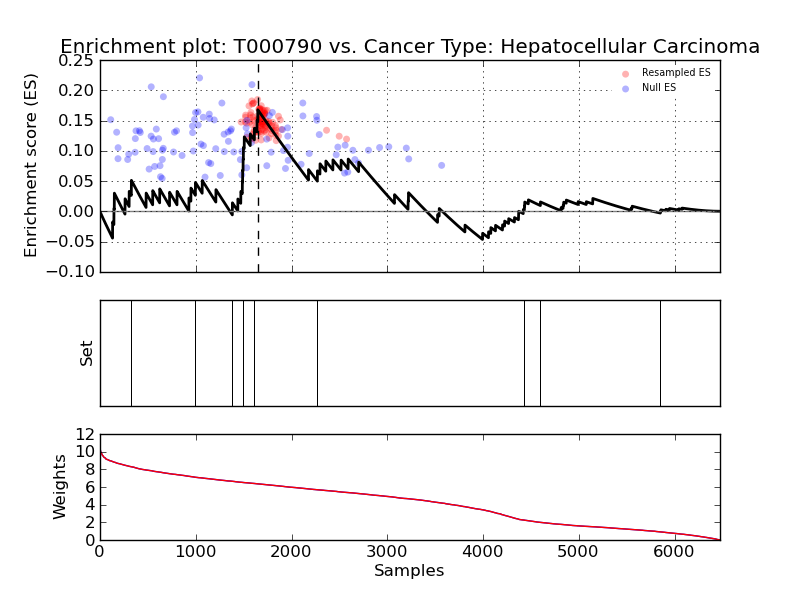 Enrichment plot: T000790 vs. Cancer Type: Hepatocellular Carcinoma
Enrichment score (ES)
0.25
0.20
0.15
0.10
0.05
0.00
−0.05
−0.10
Resampled ES
Null ES
Set
Weights
12
10
8
6
4
2
0
0 1000 2000 3000 4000 5000 6000
Samples